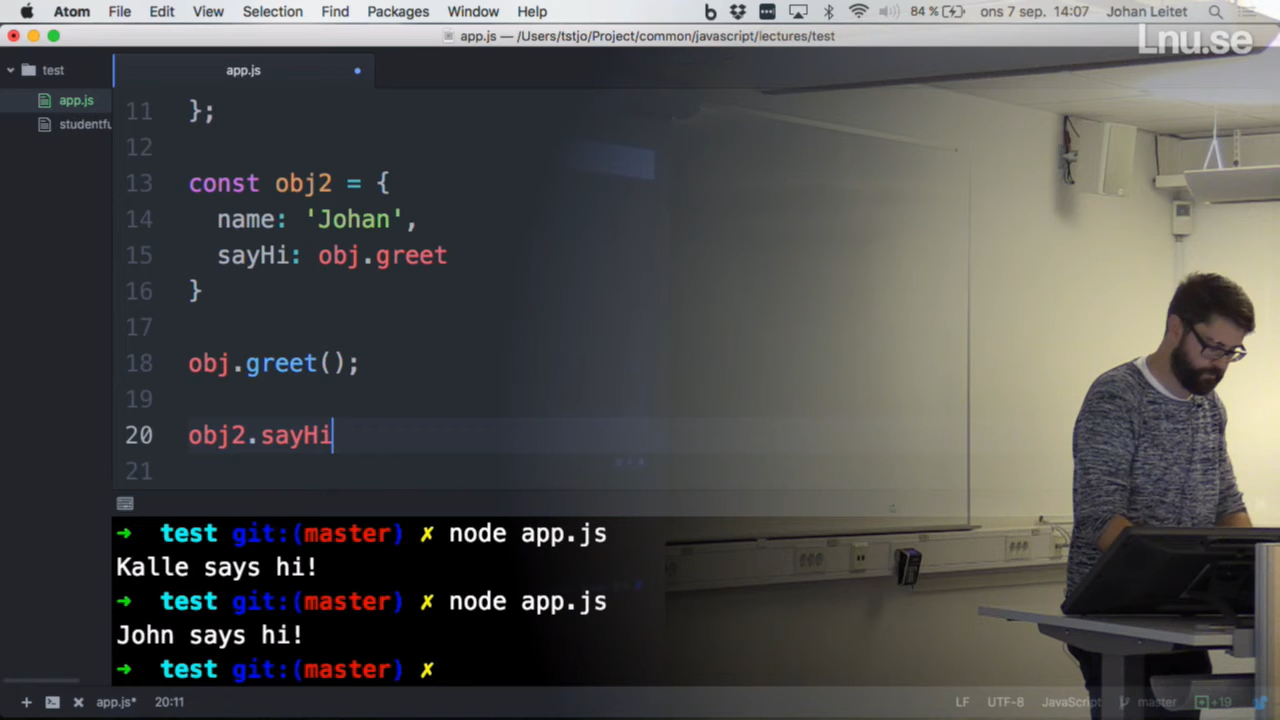 Atom File Edit View Selection Find Packages Window Help 84 % ons 7 sep. 14:07 Johan Leitet
app.js — /Users/tstjo/Project/common/javascript/lectures/test
Lnu.se
test
app.js
app.js
studentfu
11 };
12
13 const obj2 = {
14 name: 'Johan',
15 sayHi: obj.greet
16 }
17
18 obj.greet();
19
20 obj2.sayHi
21
➜ test git:(master) ✗ node app.js
Kalle says hi!
➜ test git:(master) ✗ node app.js
John says hi!
➜ test git:(master) ✗
app.js* 20:11 LF UTF-8 JavaScript master +19